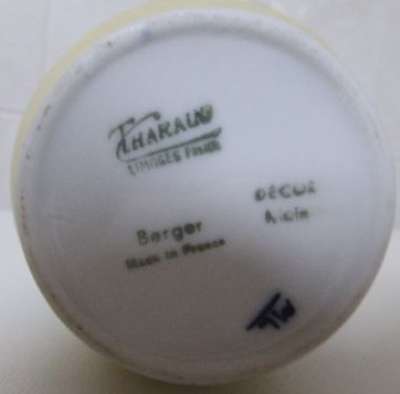 THARAUD
LIMOGES FRANCE
Berger
Made in France
DECOR